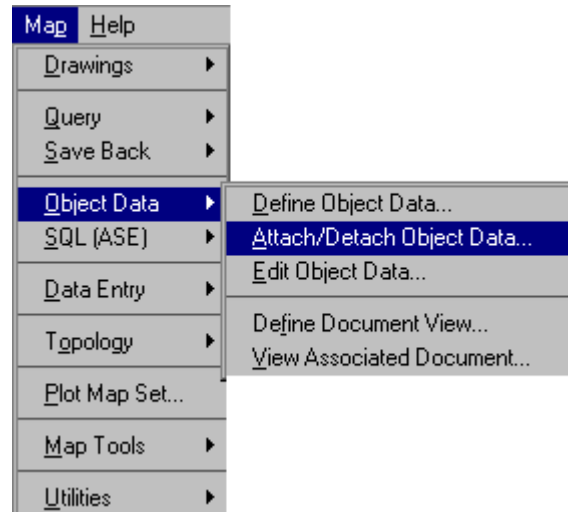 Map Help
Drawings
Query
Save Back
Object Data
SQL (ASE)
Data Entry
Topology
Plot Map Set...
Map Tools
Utilities
Define Object Data...
Attach/Detach Object Data...
Edit Object Data...
Define Document View...
View Associated Document...